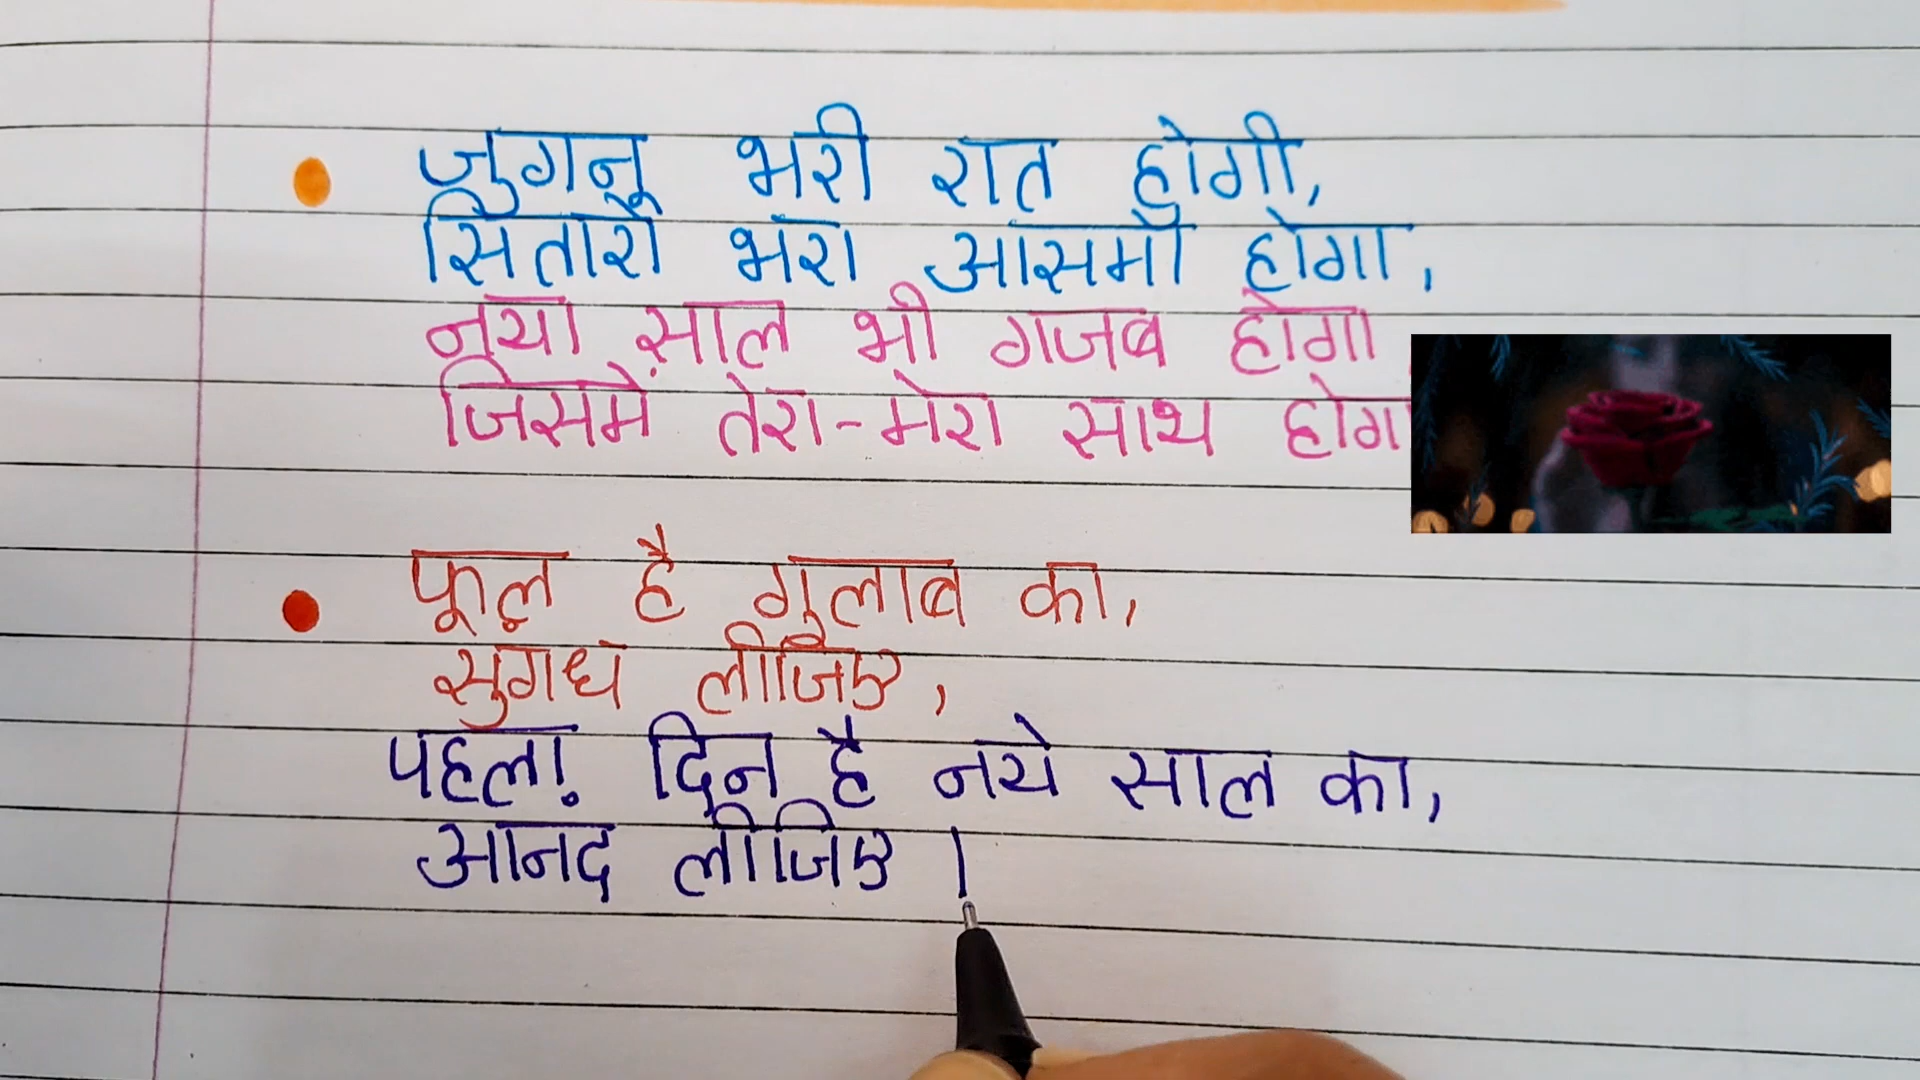 जुगनू भरी रात होगी,
सितारों भरा आसमाँ होगा,
नया साल भी गजब होगा
जिसमें तेरा-मेरा साथ होगा
फूल है गुलाब का,
सुगंध लीजिए,
पहला दिन है नये साल का,
आनंद लीजिए।